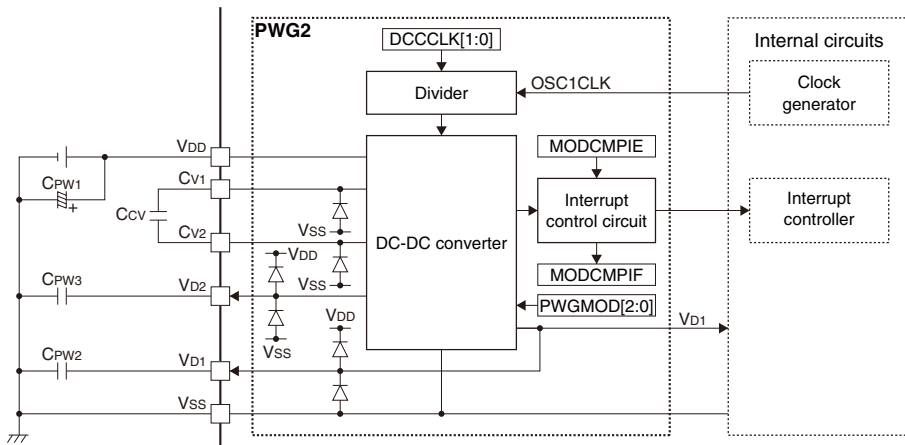 PWG2
DCCCLK[1:0]
Internal circuits
Divider
OSC1CLK
Clock
generator
VDD
MODCMPIE
CPW1
+
CV1
CCV
VSS
Interrupt
control circuit
Interrupt
controller
CV2
DC-DC converter
VDD
VSS
MODCMPIF
CPW3
VD2
PWGMOD[2:0]
VDD
VD1
VSS
CPW2
VD1
VSS